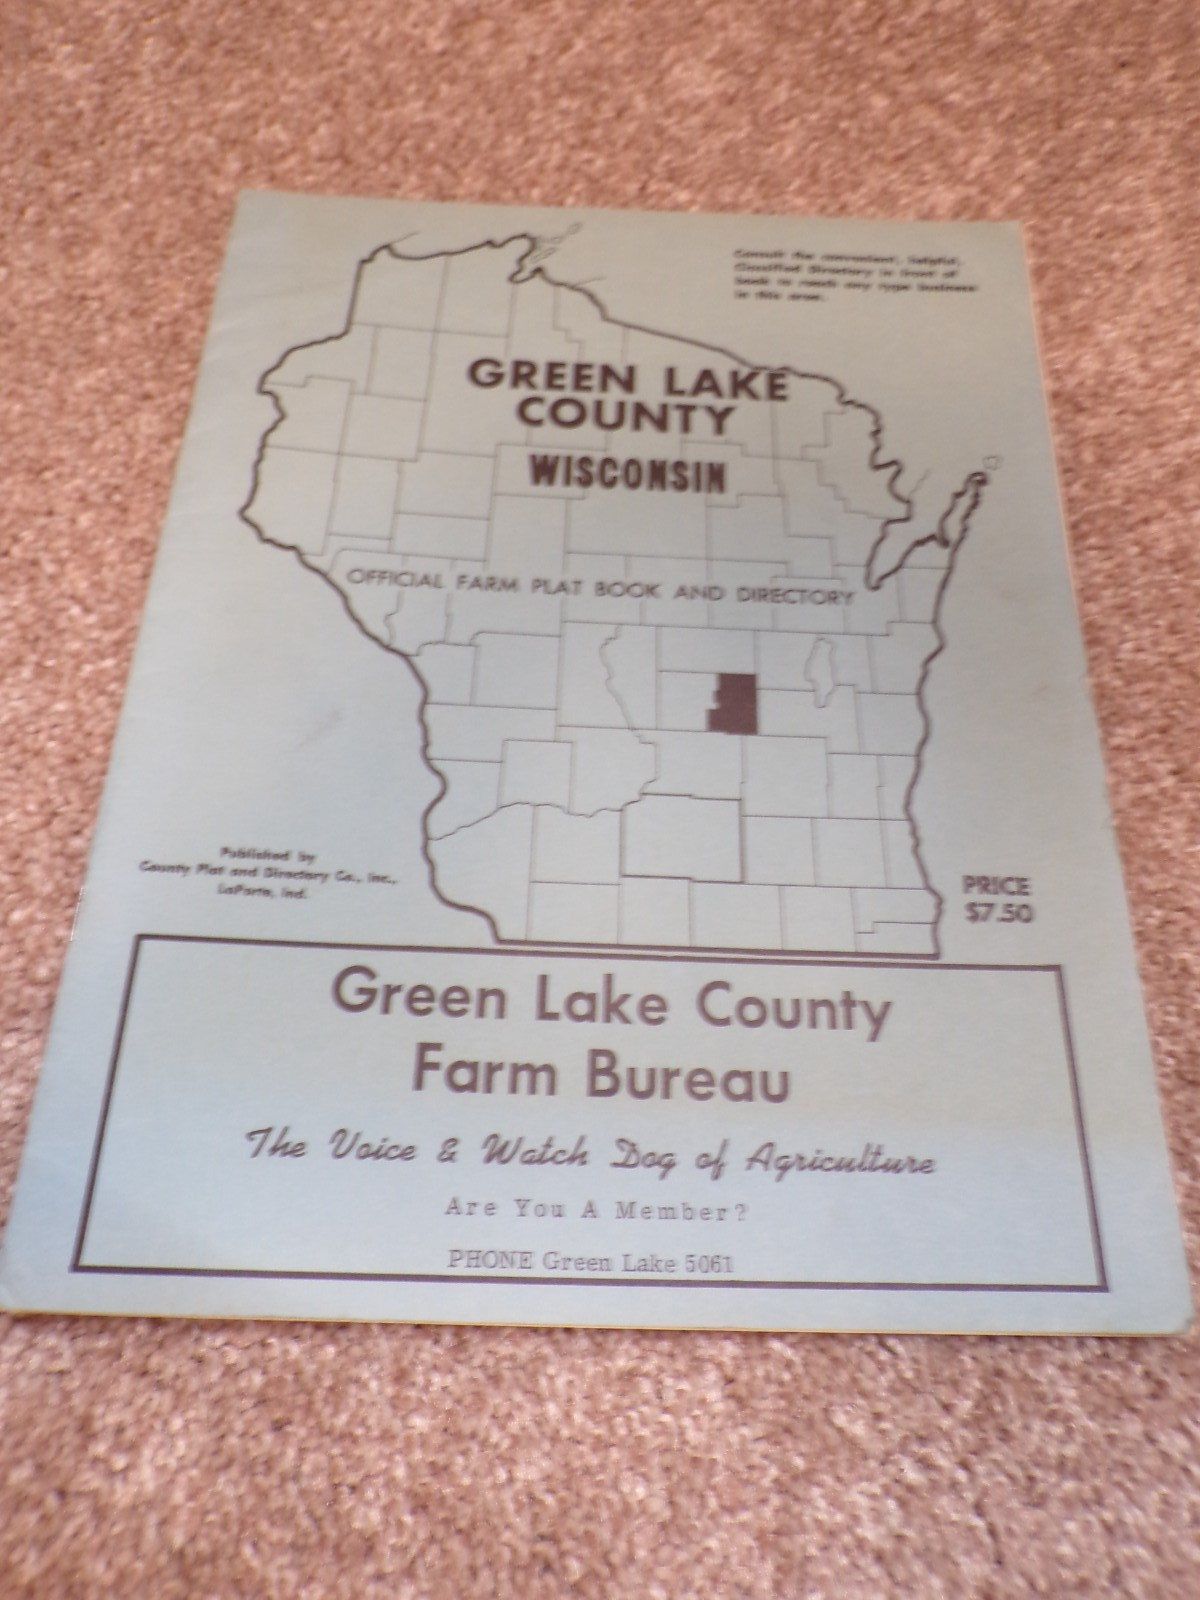 Consult the convenient, helpful,
Classified Directory in front of
book to reach any type business
in this area.
GREEN LAKE
COUNTY
WISCONSIN
OFFICIAL FARM PLAT BOOK AND DIRECTORY
Published by
County Plat and Directory Co., Inc.,
LaPorte, Ind.
PRICE
$7.50
Green Lake County
Farm Bureau
The Voice & Watch Dog of Agriculture
Are You A Member?
PHONE Green Lake 5061